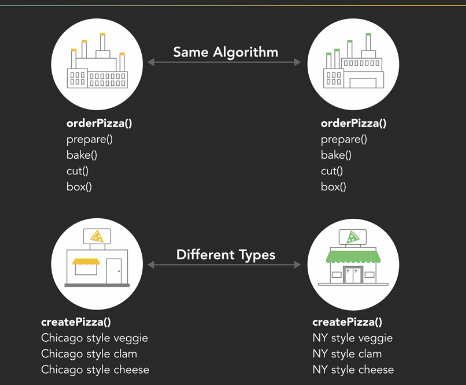 Same Algorithm
orderPizza()
prepare()
bake()
cut()
box()
orderPizza()
prepare()
bake()
cut()
box()
Different Types
createPizza()
Chicago style veggie
Chicago style clam
Chicago style cheese
createPizza()
NY style veggie
NY style clam
NY style cheese